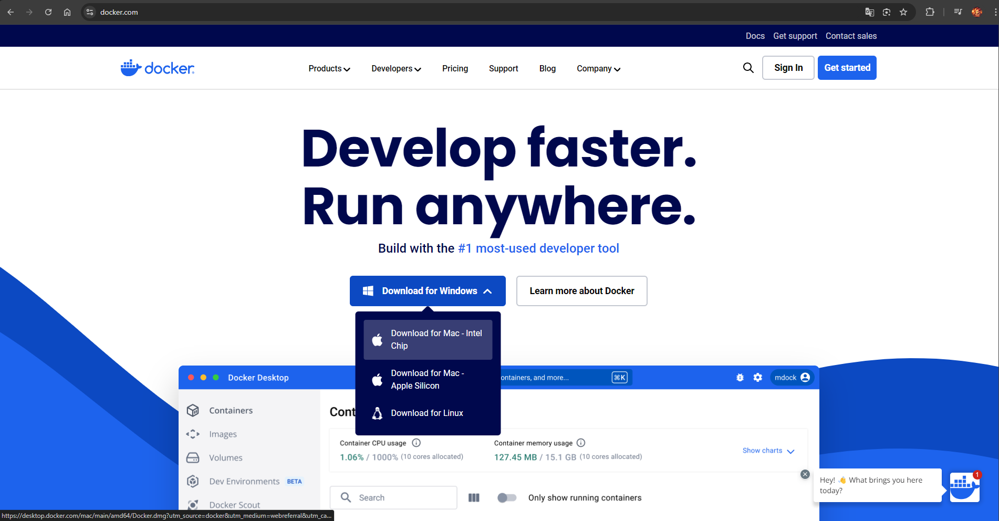 docker.com
Docs Get support Contact sales
docker
Products Developers Pricing Support Blog Company Sign In Get started
Develop faster.
Run anywhere.
Build with the #1 most-used developer tool
Download for Windows Learn more about Docker
Download for Mac - Intel
Chip
Download for Mac -
Apple Silicon
Download for Linux
Docker Desktop ontainers, and more... ⌘K mdock
Containers
Images
Volumes
Dev Environments BETA
Docker Scout
Cont
Container CPU usage
1.06% / 1000% (10 cores allocated)
Container memory usage
127.45 MB / 15.1 GB (10 cores allocated)
Show charts
Search Only show running containers
Hey! 👋 What brings you here
today?
1
https://desktop.docker.com/mac/main/amd64/Docker.dmg?utm_source=docker&utm_medium=webreferral&utm_ca...